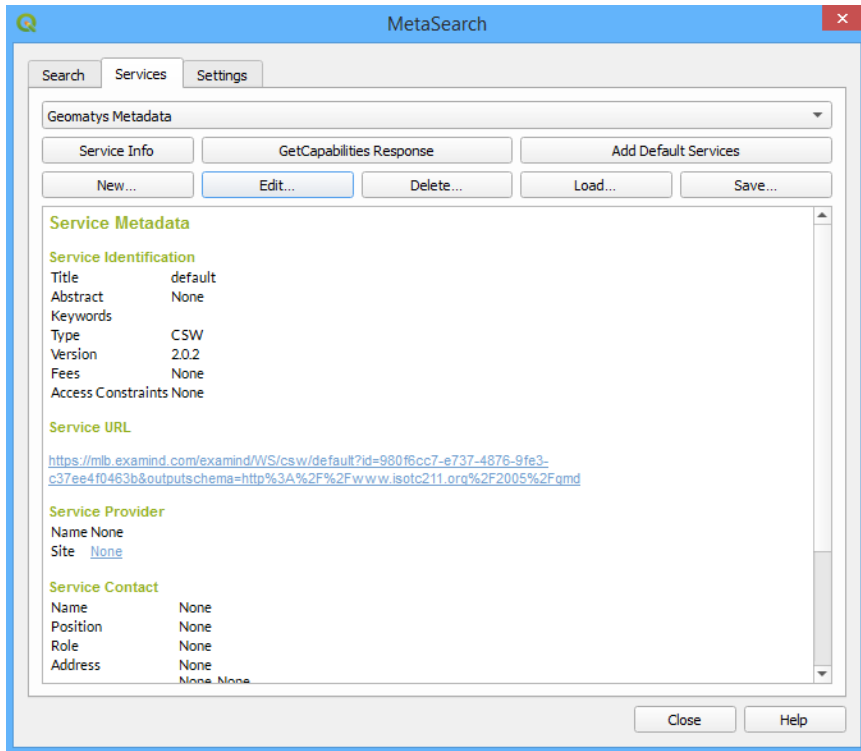 MetaSearch
Search Services Settings
Geomatys Metadata
Service Info GetCapabilities Response Add Default Services
New... Edit... Delete... Load... Save...
Service Metadata
Service Identification
Title default
Abstract None
Keywords
Type CSW
Version 2.0.2
Fees None
Access Constraints None
Service URL
https://mlb.examind.com/examind/WS/csw/default?id=980f6cc7-e737-4876-9fe3-
c37ee4f0463b&outputschema=http%3A%2F%2Fwww.isotc211.org%2F2005%2Fgmd
Service Provider
Name None
Site None
Service Contact
Name None
Position None
Role None
Address None
None, None
Close Help